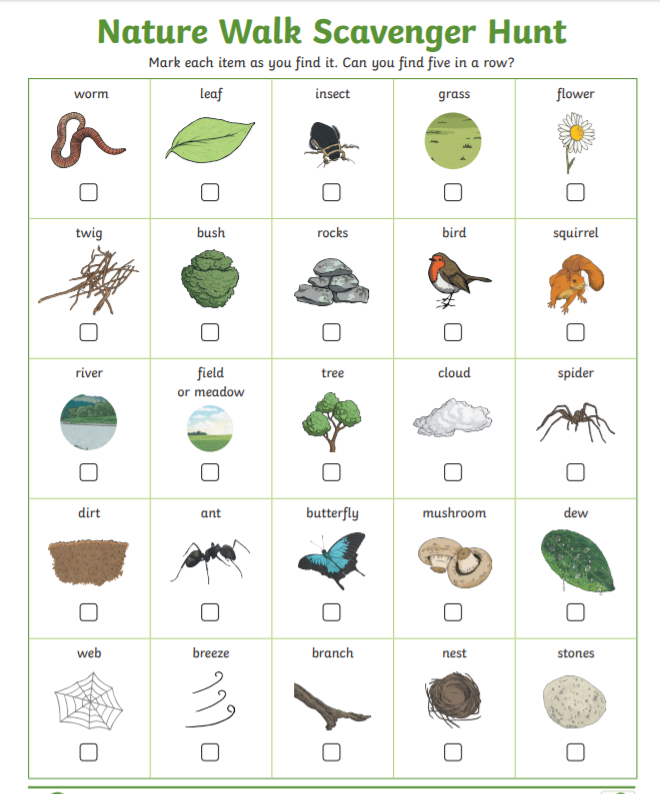 Nature Walk Scavenger Hunt
Mark each item as you find it. Can you find five in a row?
worm
leaf
insect
grass
flower
twig
bush
rocks
bird
squirrel
river
field
or meadow
tree
cloud
spider
dirt
ant
butterfly
mushroom
dew
web
breeze
branch
nest
stones